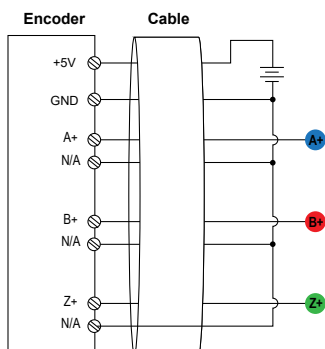 Encoder Cable
+5V
GND
A+ A+
N/A
B+ B+
N/A
Z+ Z+
N/A